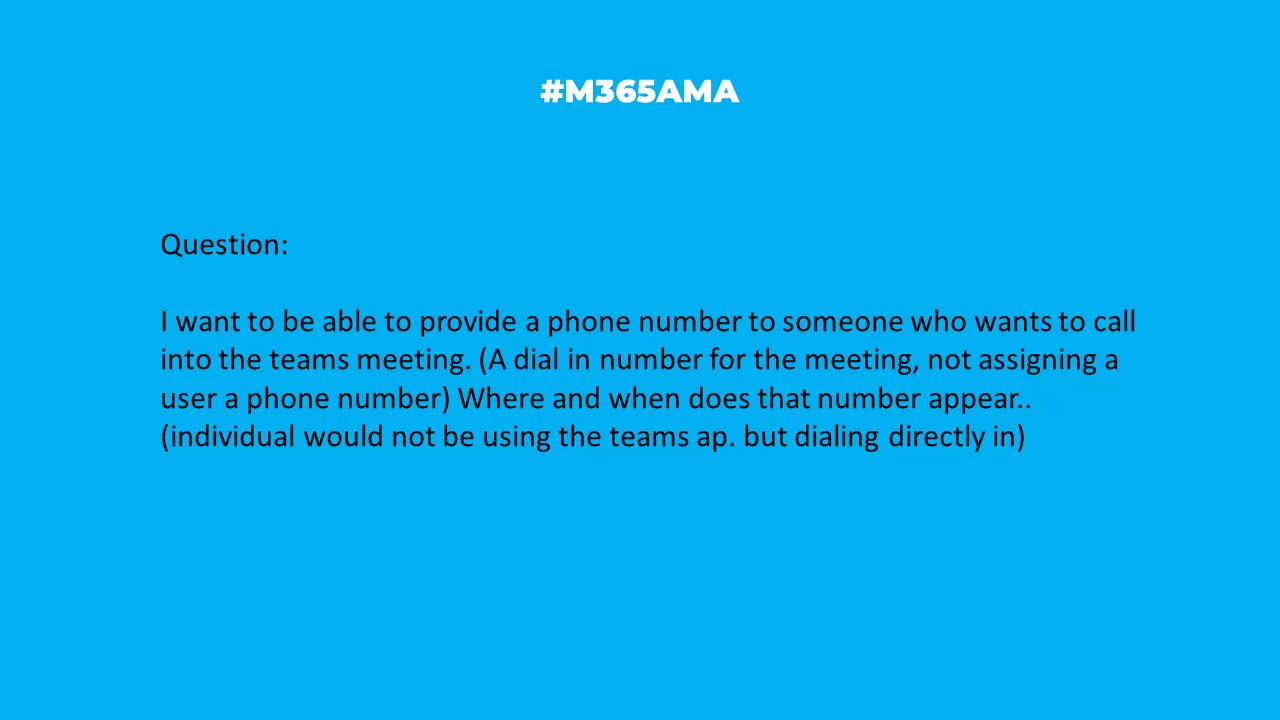 #M365AMA
Question:
I want to be able to provide a phone number to someone who wants to call
into the teams meeting. (A dial in number for the meeting, not assigning a
user a phone number) Where and when does that number appear..
(individual would not be using the teams ap. but dialing directly in)